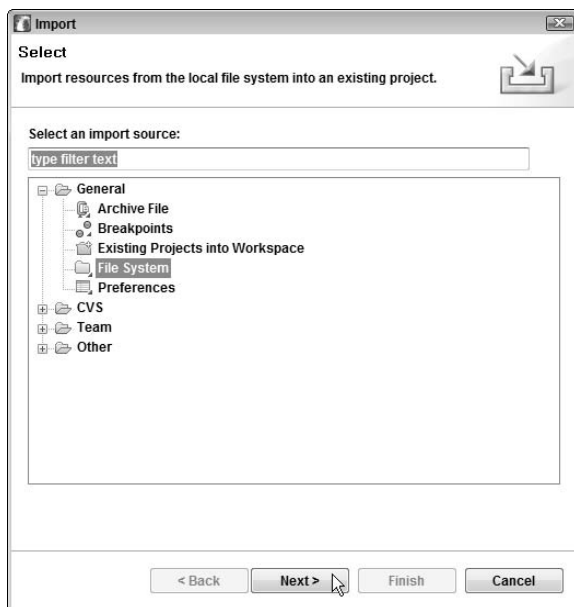 Import
Select
Import resources from the local file system into an existing project.
Select an import source:
type filter text
General
Archive File
Breakpoints
Existing Projects into Workspace
File System
Preferences
CVS
Team
Other
< Back
Next >
Finish
Cancel